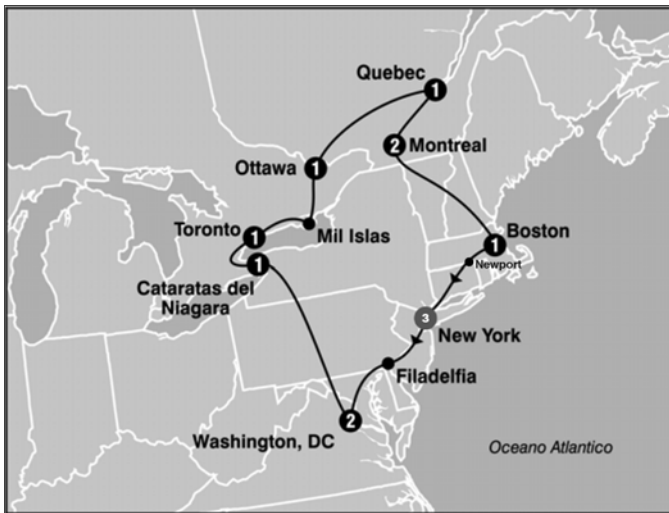 Quebec
1
2
Montreal
Ottawa
1
Toronto
1
Mil Islas
1
Boston
1
Newport
Cataratas del
Niagara
3
New York
Filadelfia
2
Washington, DC
Oceano Atlantico